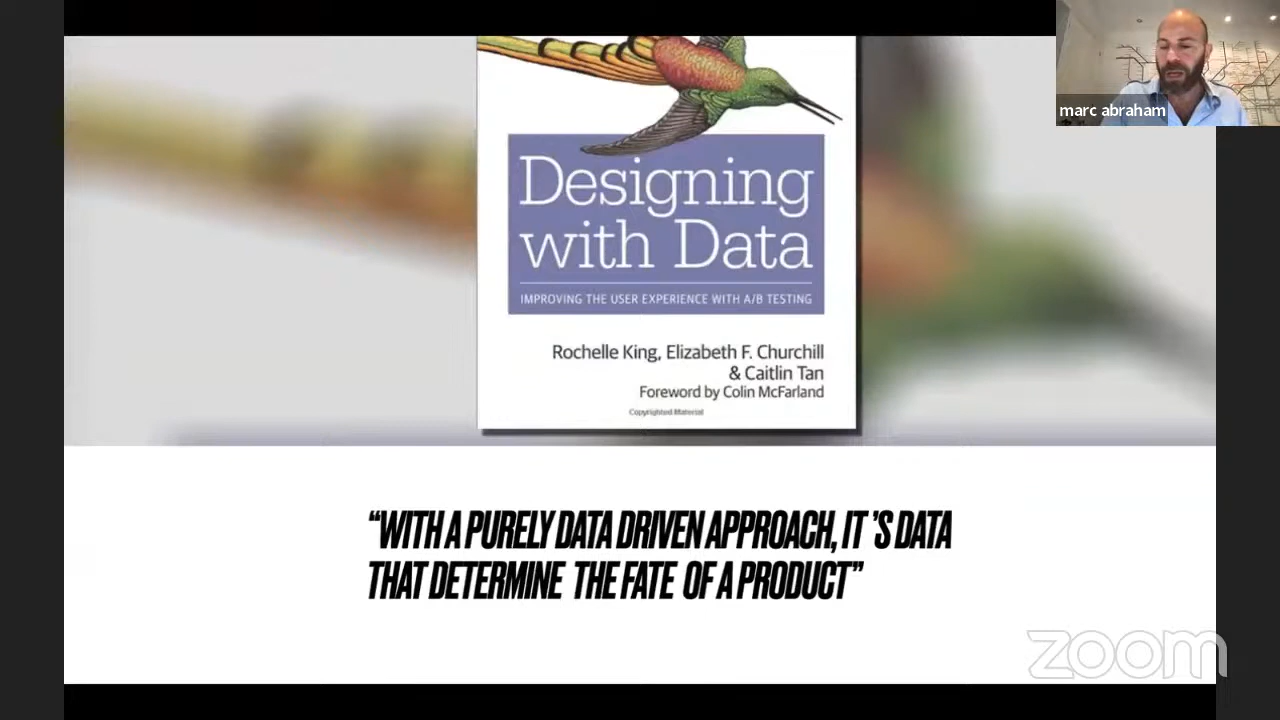 marc abraham
Designing
with Data
IMPROVING THE USER EXPERIENCE WITH A/B TESTING
Rochelle King, Elizabeth F. Churchill
& Caitlin Tan
Foreword by Colin McFarland
Copyrighted Material
“WITH A PURELY DATA DRIVEN APPROACH, IT ’S DATA
THAT DETERMINE THE FATE OF A PRODUCT”
zoom